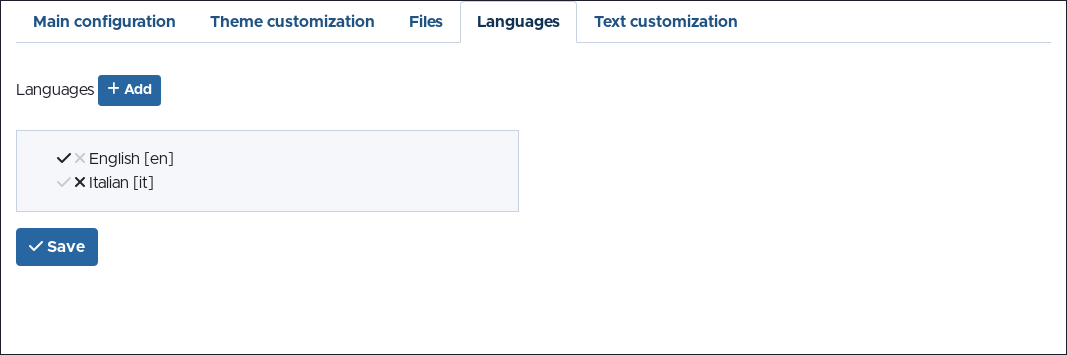 Main configuration Theme customization Files Languages Text customization
Languages + Add
English [en]
Italian [it]
Save